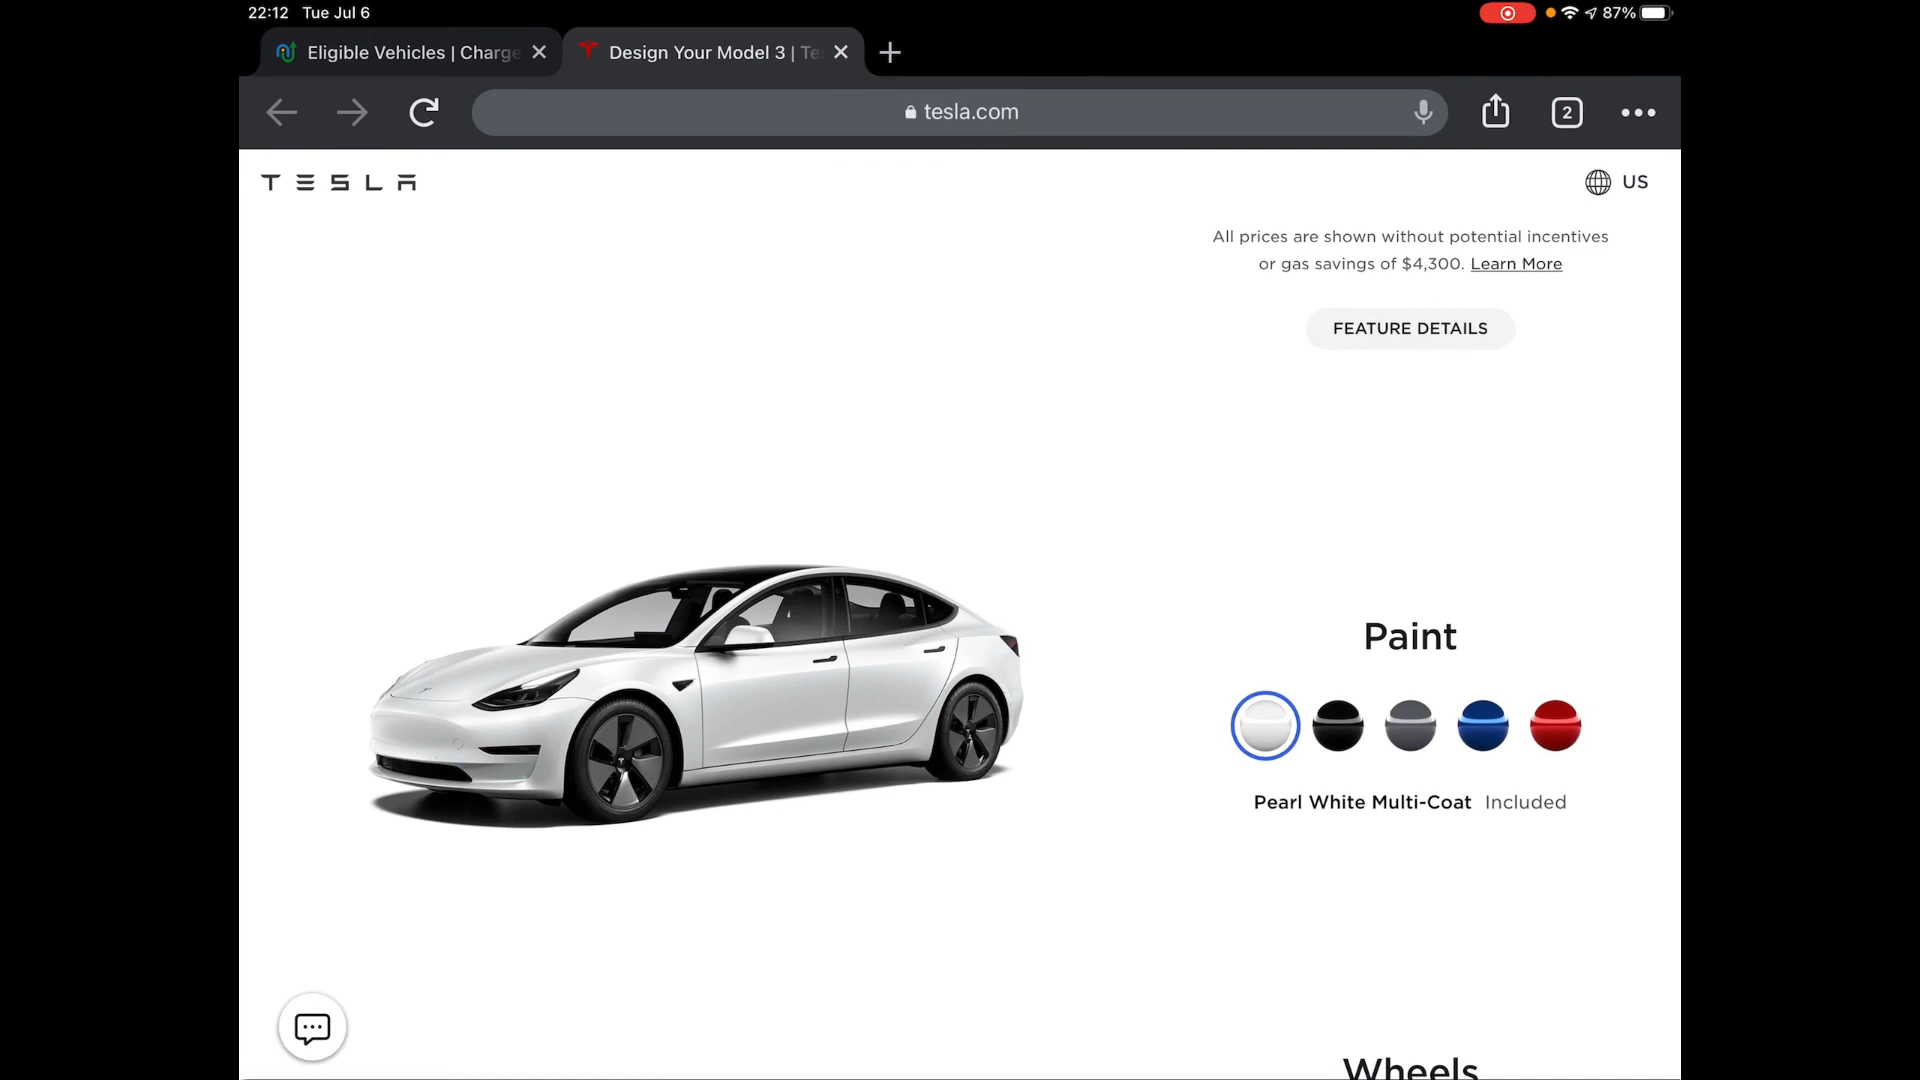 22:12 Tue Jul 6
87%
Eligible Vehicles | Charge
Design Your Model 3 | Te
tesla.com
2
TESLA
US
All prices are shown without potential incentives
or gas savings of $4,300. Learn More
FEATURE DETAILS
Paint
Pearl White Multi-Coat Included
Wheels